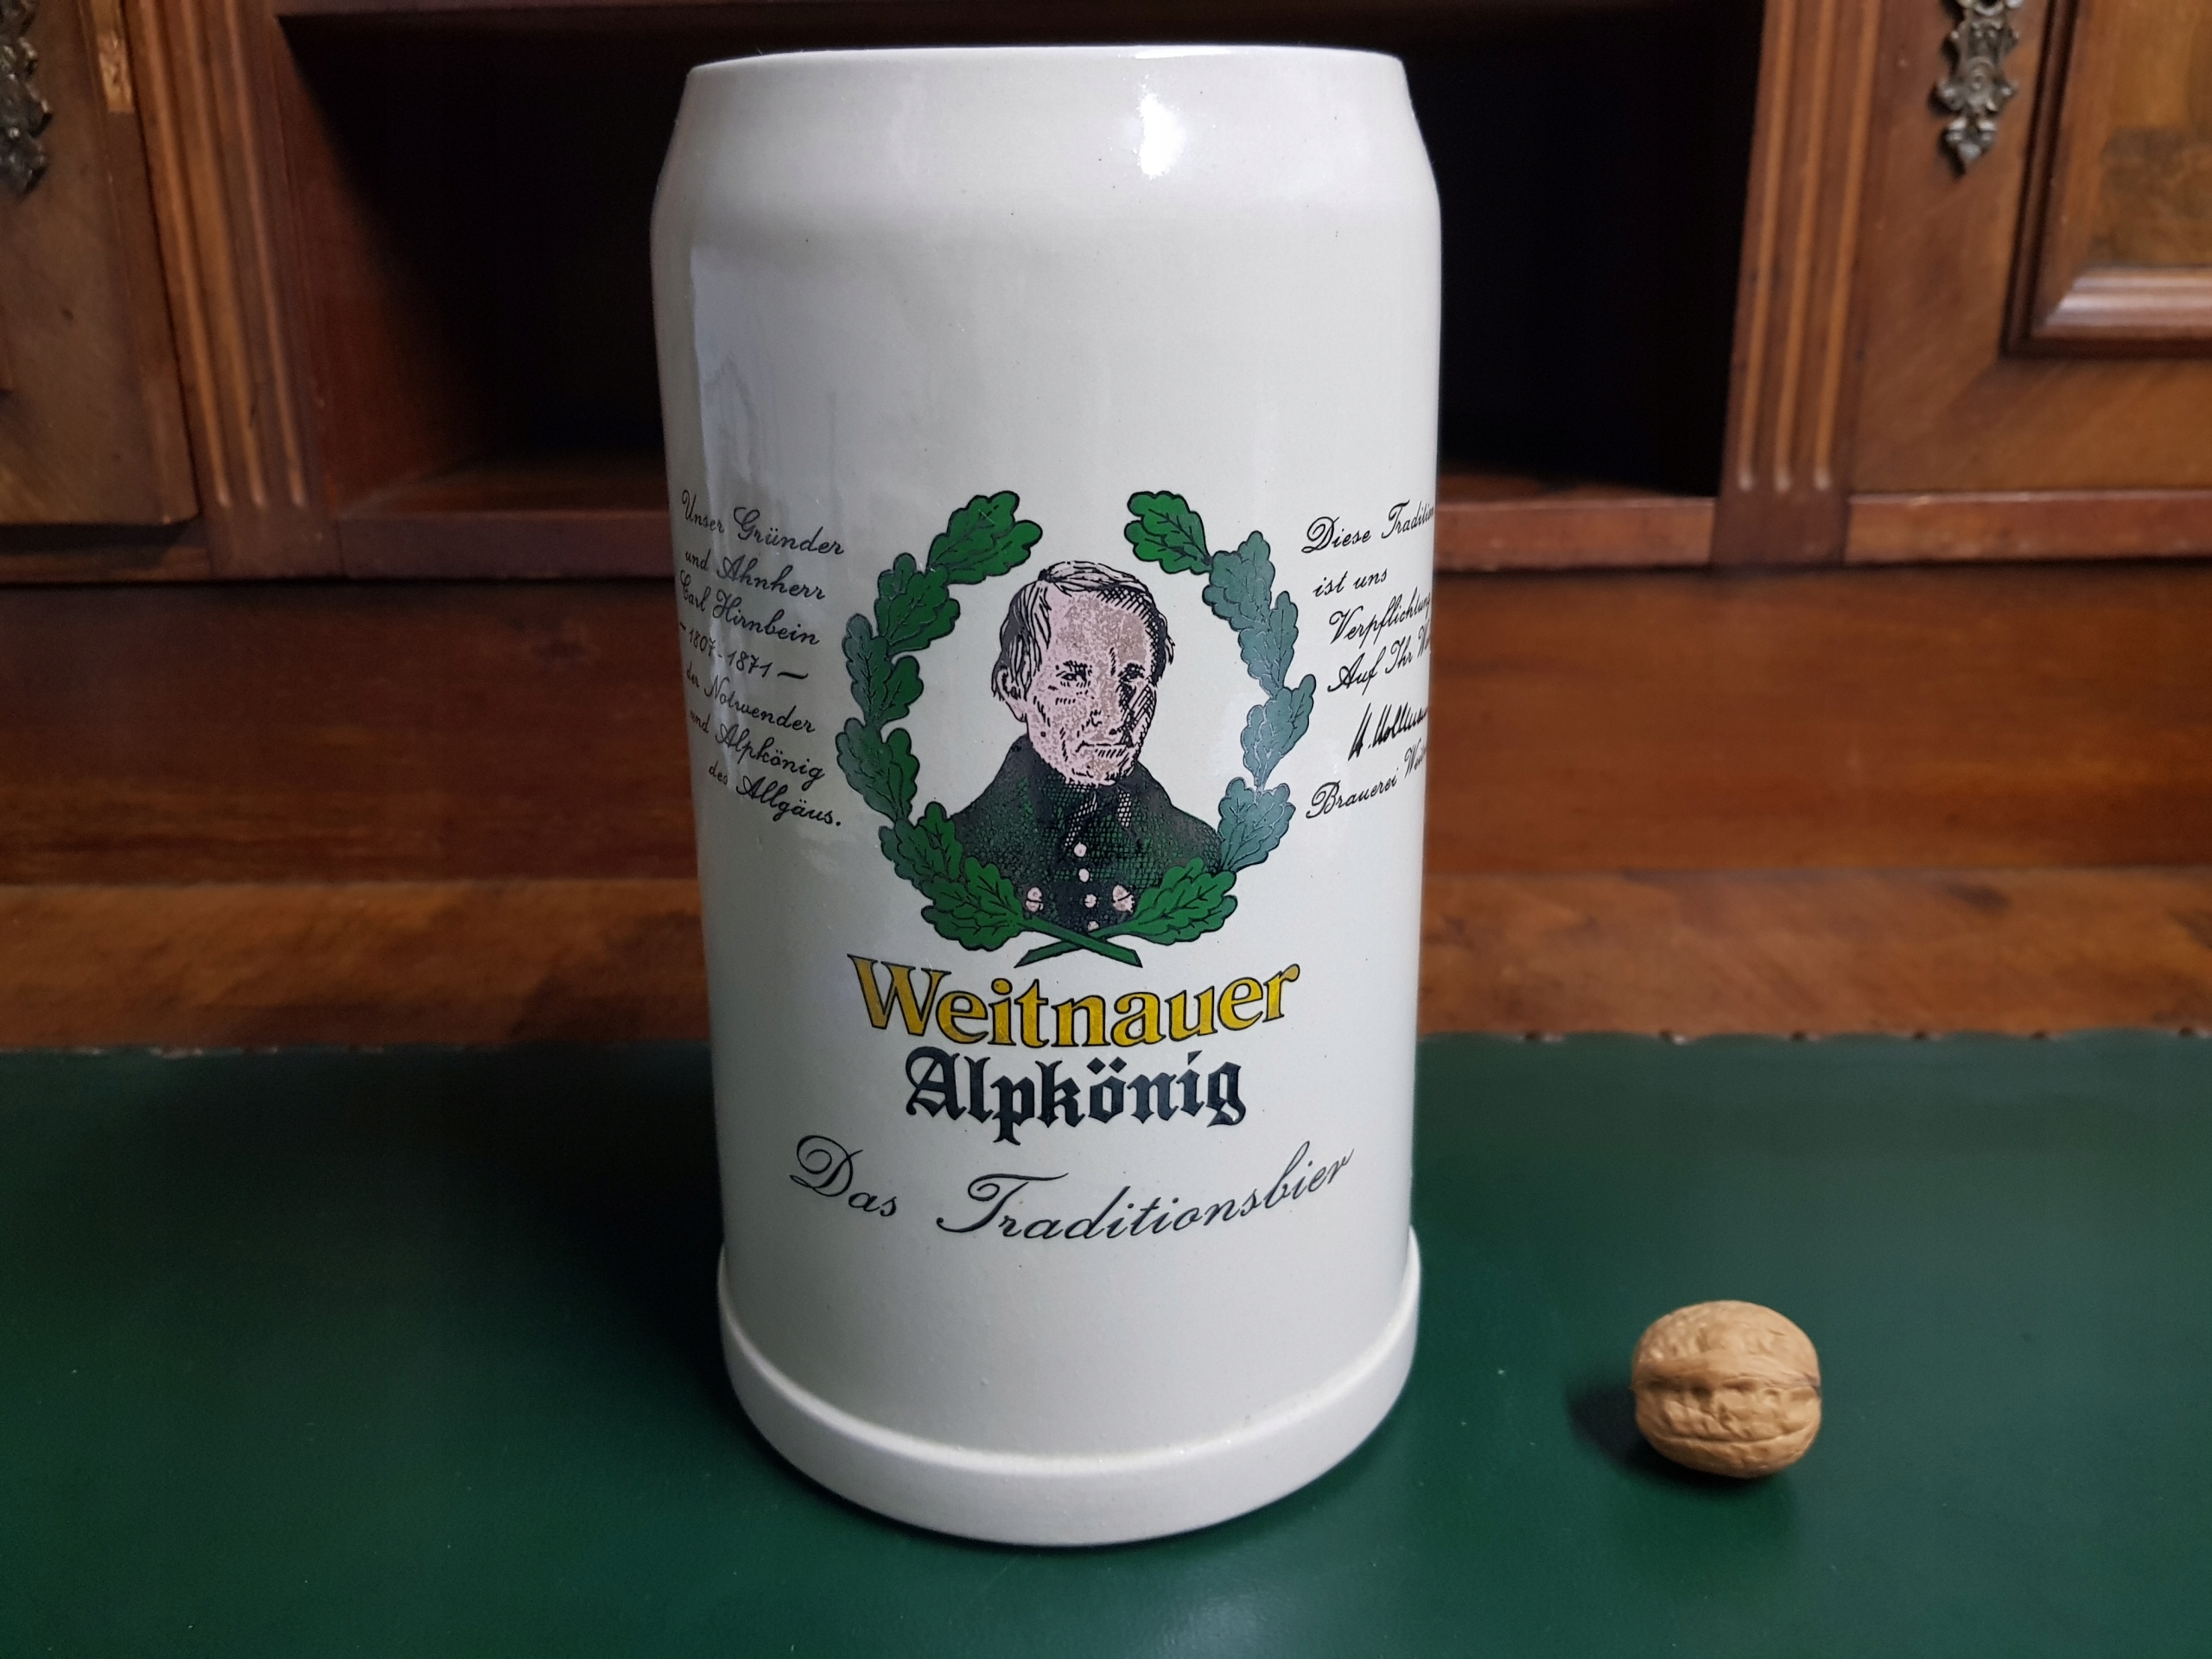 Unser Gründer
und Ahnherr
Carl Hirnbein
- 1807-1871 —
der Notwender
und Alpkönig
des Allgäus.
Diese
ist uns
Auf Ihr
Brauerei
Weitnauer
Alpkönig
Das Traditionsbier